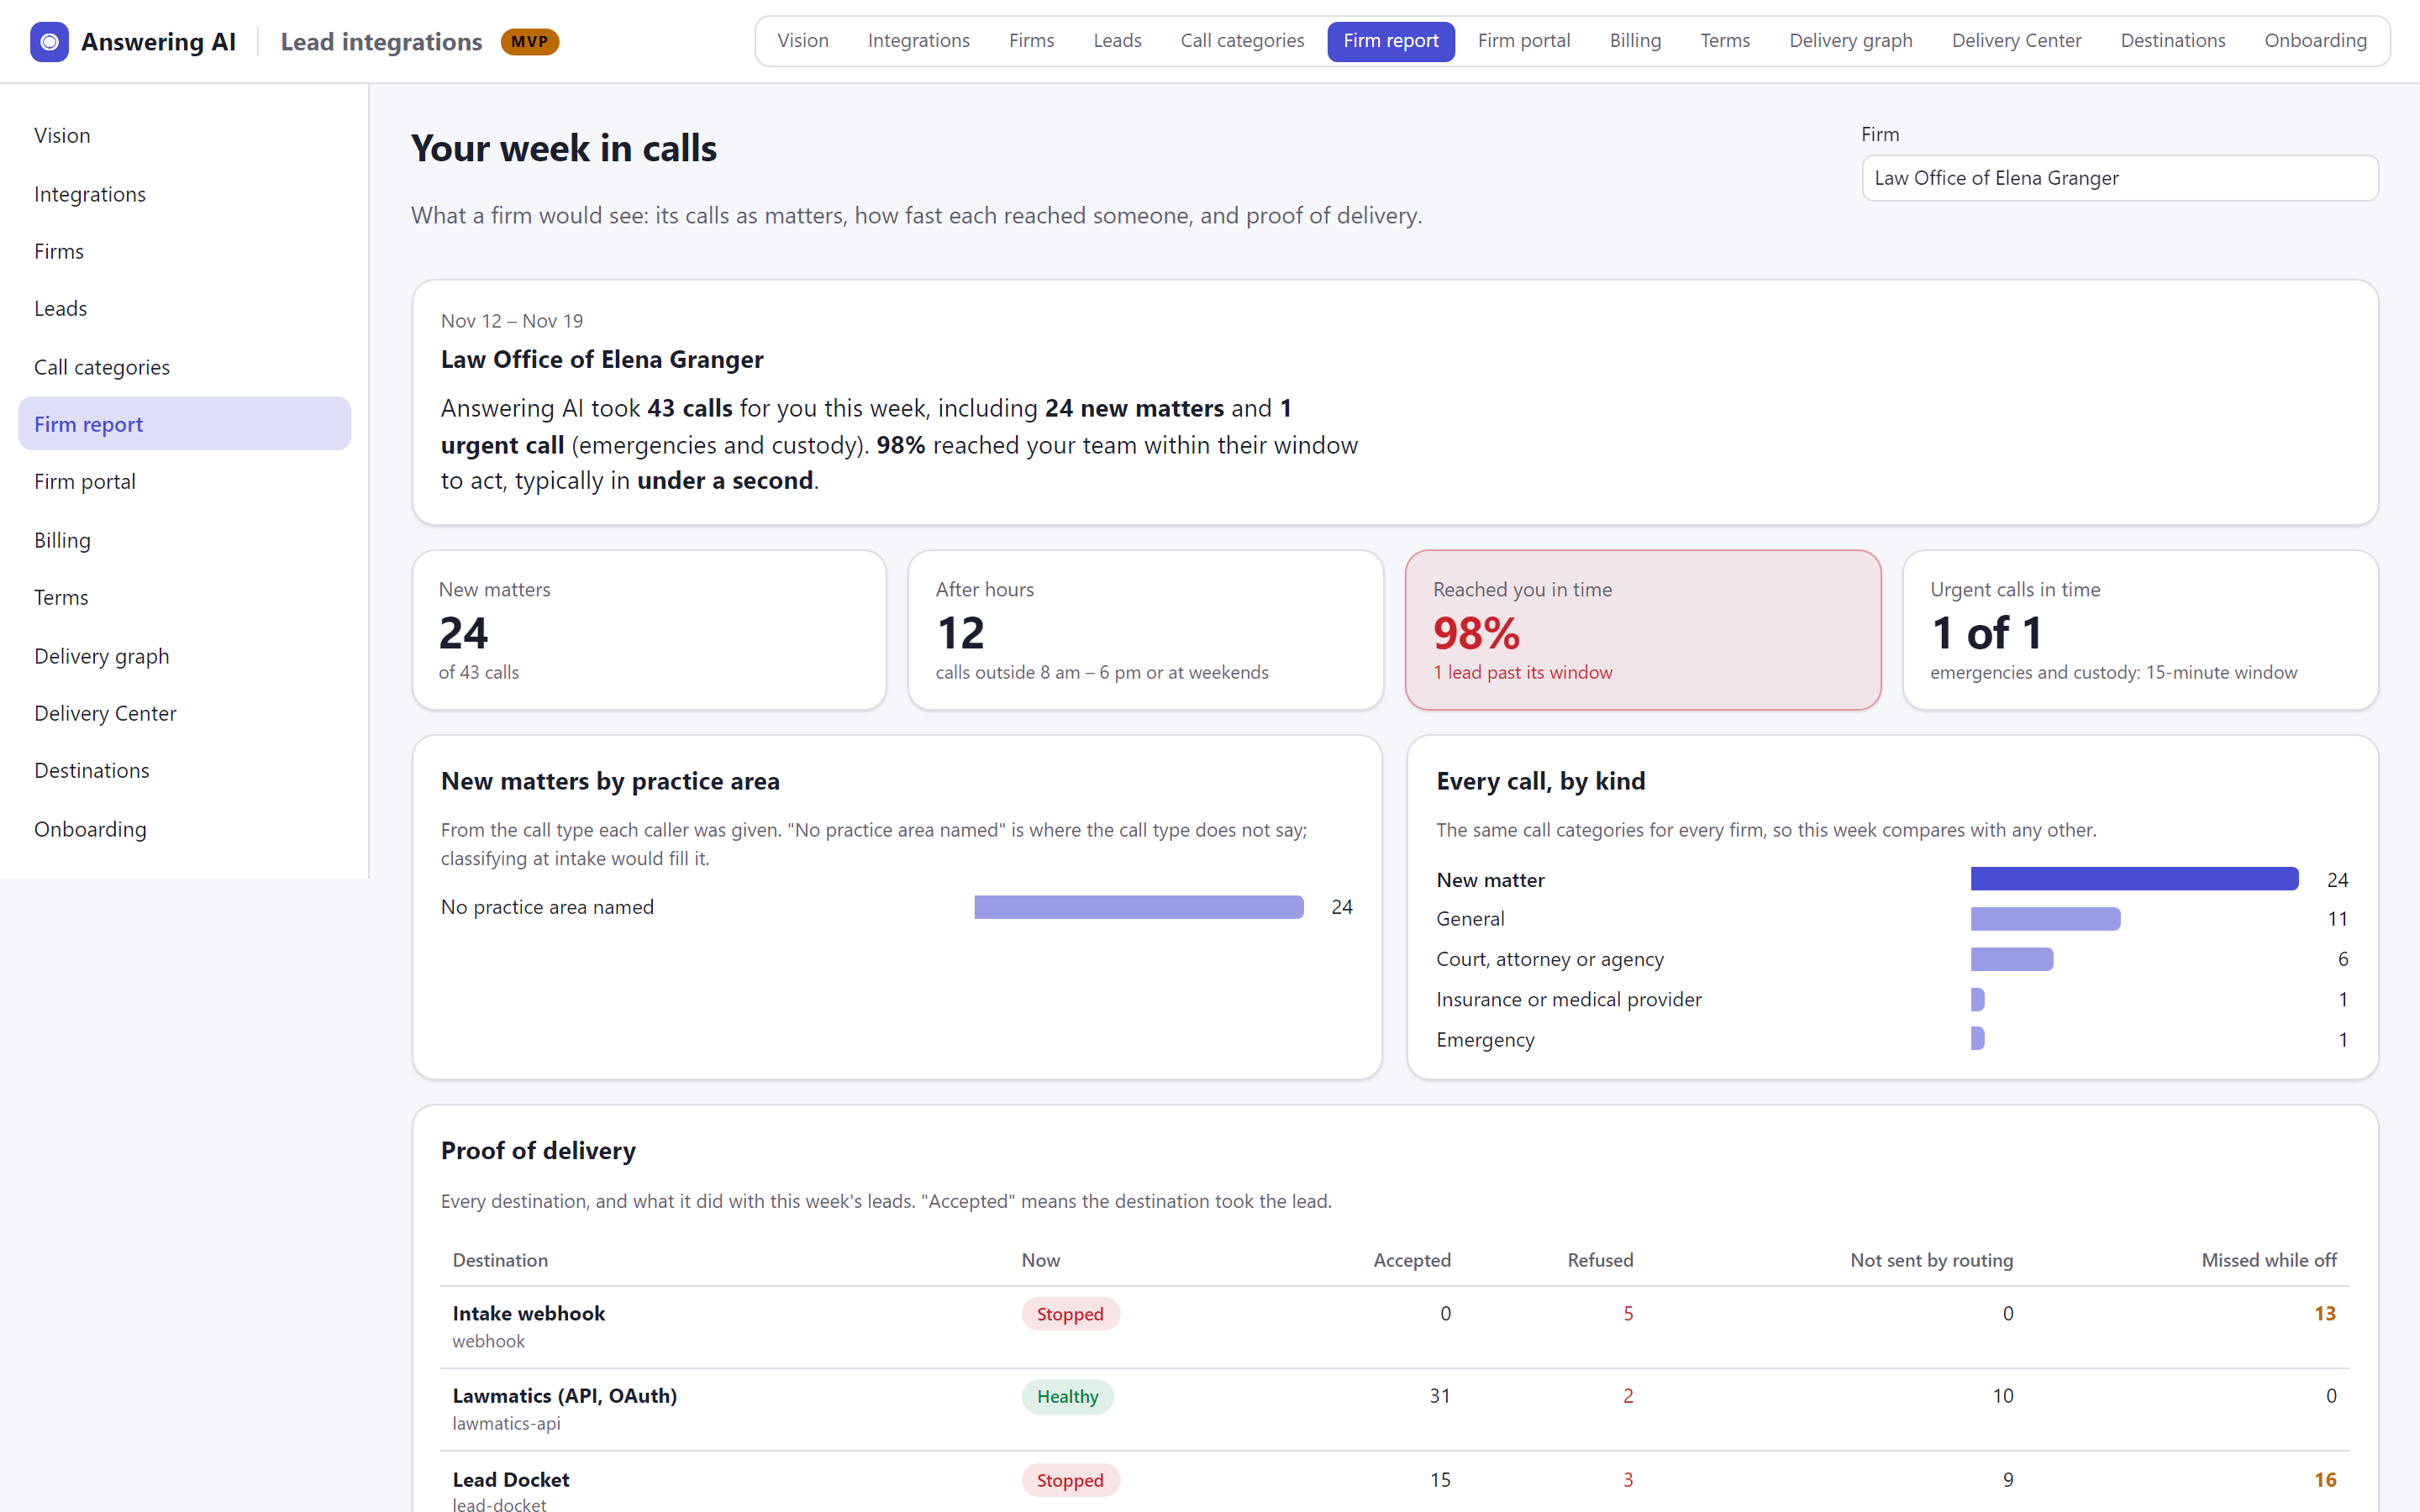 Answering AI
Lead integrations
MVP
Vision
Integrations
Firms
Leads
Call categories
Firm report
Firm portal
Billing
Terms
Delivery graph
Delivery Center
Destinations
Onboarding
Vision
Integrations
Firms
Leads
Call categories
Firm report
Firm portal
Billing
Terms
Delivery graph
Delivery Center
Destinations
Onboarding
Your week in calls
What a firm would see: its calls as matters, how fast each reached someone, and proof of delivery.
Firm
Law Office of Elena Granger
Nov 12 – Nov 19
Law Office of Elena Granger
Answering AI took 43 calls for you this week, including 24 new matters and 1
urgent call (emergencies and custody). 98% reached your team within their window
to act, typically in under a second.
New matters
24
of 43 calls
After hours
12
calls outside 8 am – 6 pm or at weekends
Reached you in time
98%
1 lead past its window
Urgent calls in time
1 of 1
emergencies and custody: 15-minute window
New matters by practice area
From the call type each caller was given. "No practice area named" is where the call type does not say;
classifying at intake would fill it.
No practice area named 24
Every call, by kind
The same call categories for every firm, so this week compares with any other.
New matter 24
General 11
Court, attorney or agency 6
Insurance or medical provider 1
Emergency 1
Proof of delivery
Every destination, and what it did with this week's leads. "Accepted" means the destination took the lead.
Destination Now Accepted Refused Not sent by routing Missed while off
Intake webhook Stopped 0 5 0 13
webhook
Lawmatics (API, OAuth) Healthy 31 2 10 0
lawmatics-api
Lead Docket Stopped 15 3 9 16
lead-docket